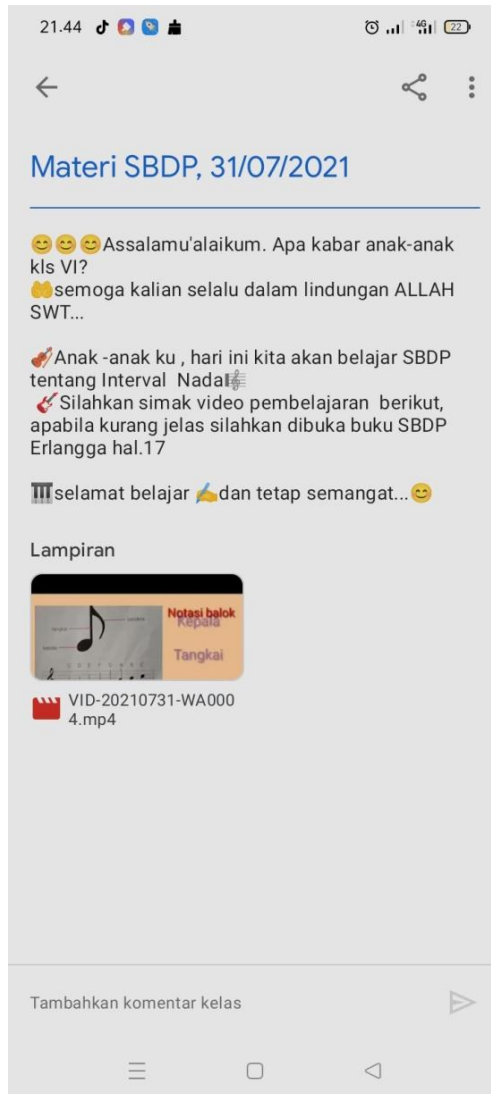 21.44
4G
22
Materi SBDP, 31/07/2021
😊😊😊Assalamu'alaikum. Apa kabar anak-anak
kls VI?
🤲semoga kalian selalu dalam lindungan ALLAH
SWT...
🎻Anak -anak ku , hari ini kita akan belajar SBDP
tentang Interval Nada🎼
🎸Silahkan simak video pembelajaran berikut,
apabila kurang jelas silahkan dibuka buku SBDP
Erlangga hal.17
🎹selamat belajar ✍dan tetap semangat...😊
Lampiran
Notasi balok
Kepala
Tangkai
VID-20210731-WA000
4.mp4
Tambahkan komentar kelas